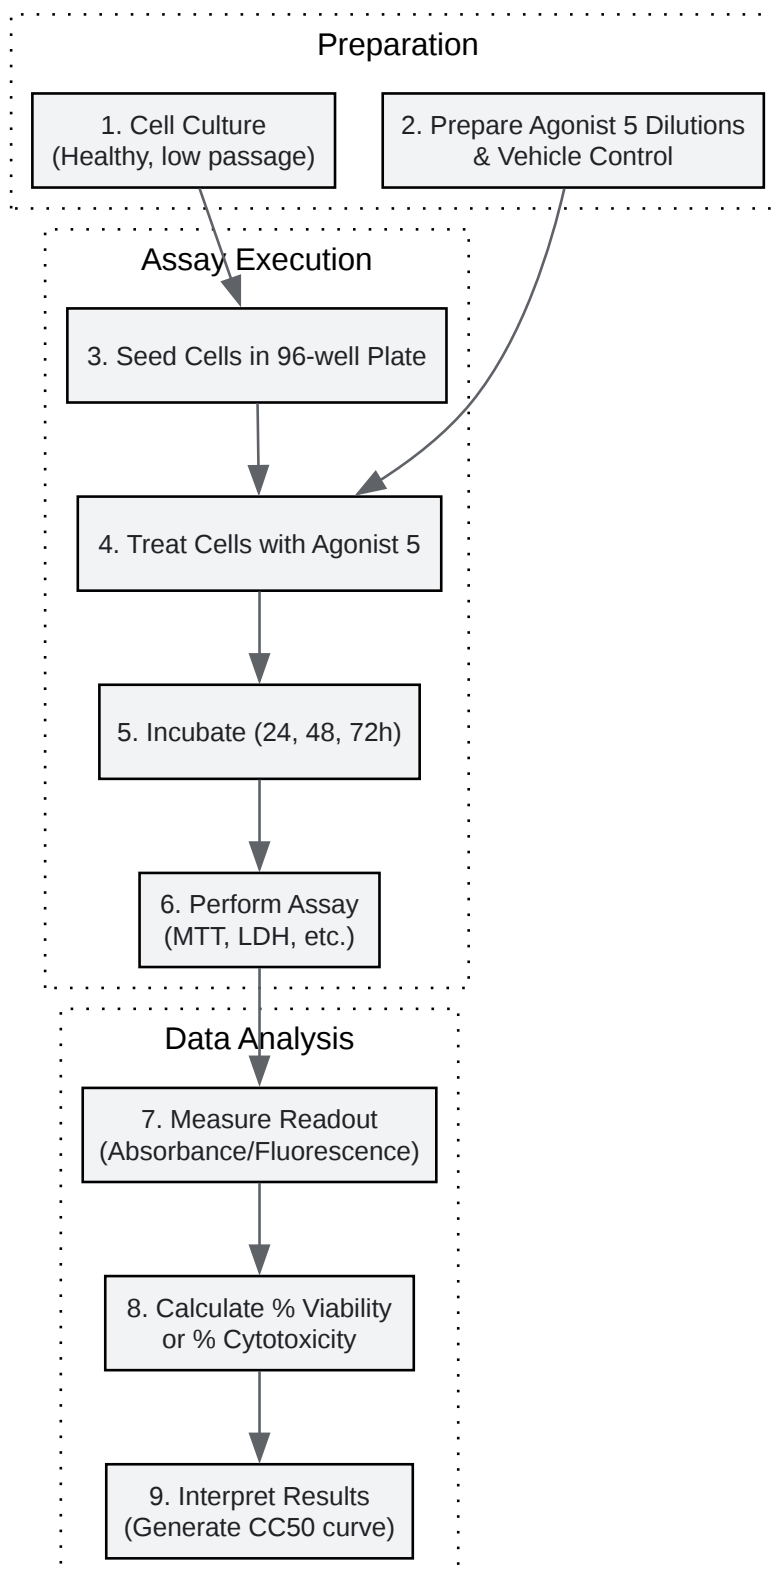 Preparation
1. Cell Culture
(Healthy, low passage)
2. Prepare Agonist 5 Dilutions
& Vehicle Control
Assay Execution
3. Seed Cells in 96-well Plate
4. Treat Cells with Agonist 5
5. Incubate (24, 48, 72h)
6. Perform Assay
(MTT, LDH, etc.)
Data Analysis
7. Measure Readout
(Absorbance/Fluorescence)
8. Calculate % Viability
or % Cytotoxicity
9. Interpret Results
(Generate CC50 curve)